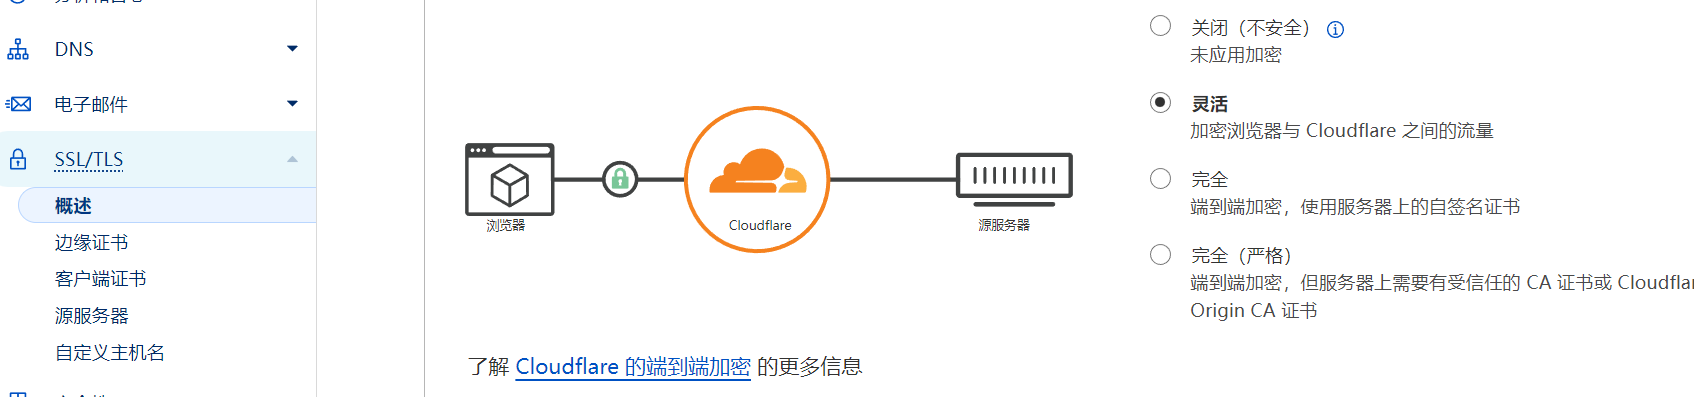 DNS
电子邮件
SSL/TLS
概述
边缘证书
客户端证书
源服务器
自定义主机名
浏览器
Cloudflare
源服务器
了解 Cloudflare 的端到端加密 的更多信息
关闭（不安全）
未应用加密
灵活
加密浏览器与 Cloudflare 之间的流量
完全
端到端加密，使用服务器上的自签名证书
完全（严格）
端到端加密，但服务器上需要有受信任的 CA 证书或
Origin CA 证书